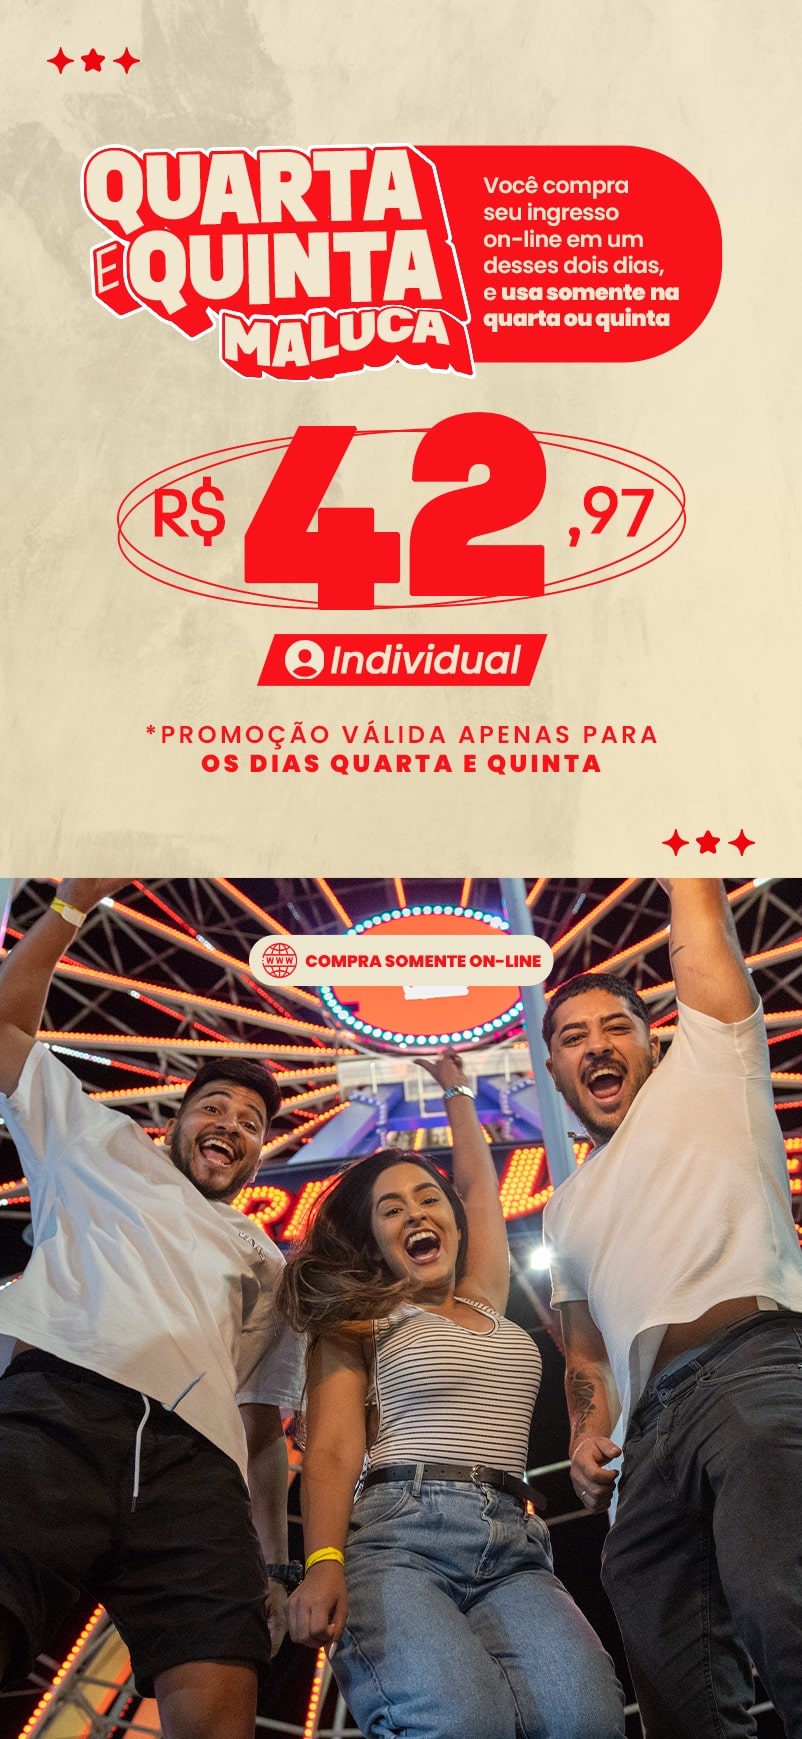 QUARTA
E QUINTA
MALUCA
Você compra
seu ingresso
on-line em um
desses dois dias,
e usa somente na
quarta ou quinta
R$ 42,97
Individual
*PROMOÇÃO VÁLIDA APENAS PARA
OS DIAS QUARTA E QUINTA
WWW COMPRA SOMENTE ON-LINE